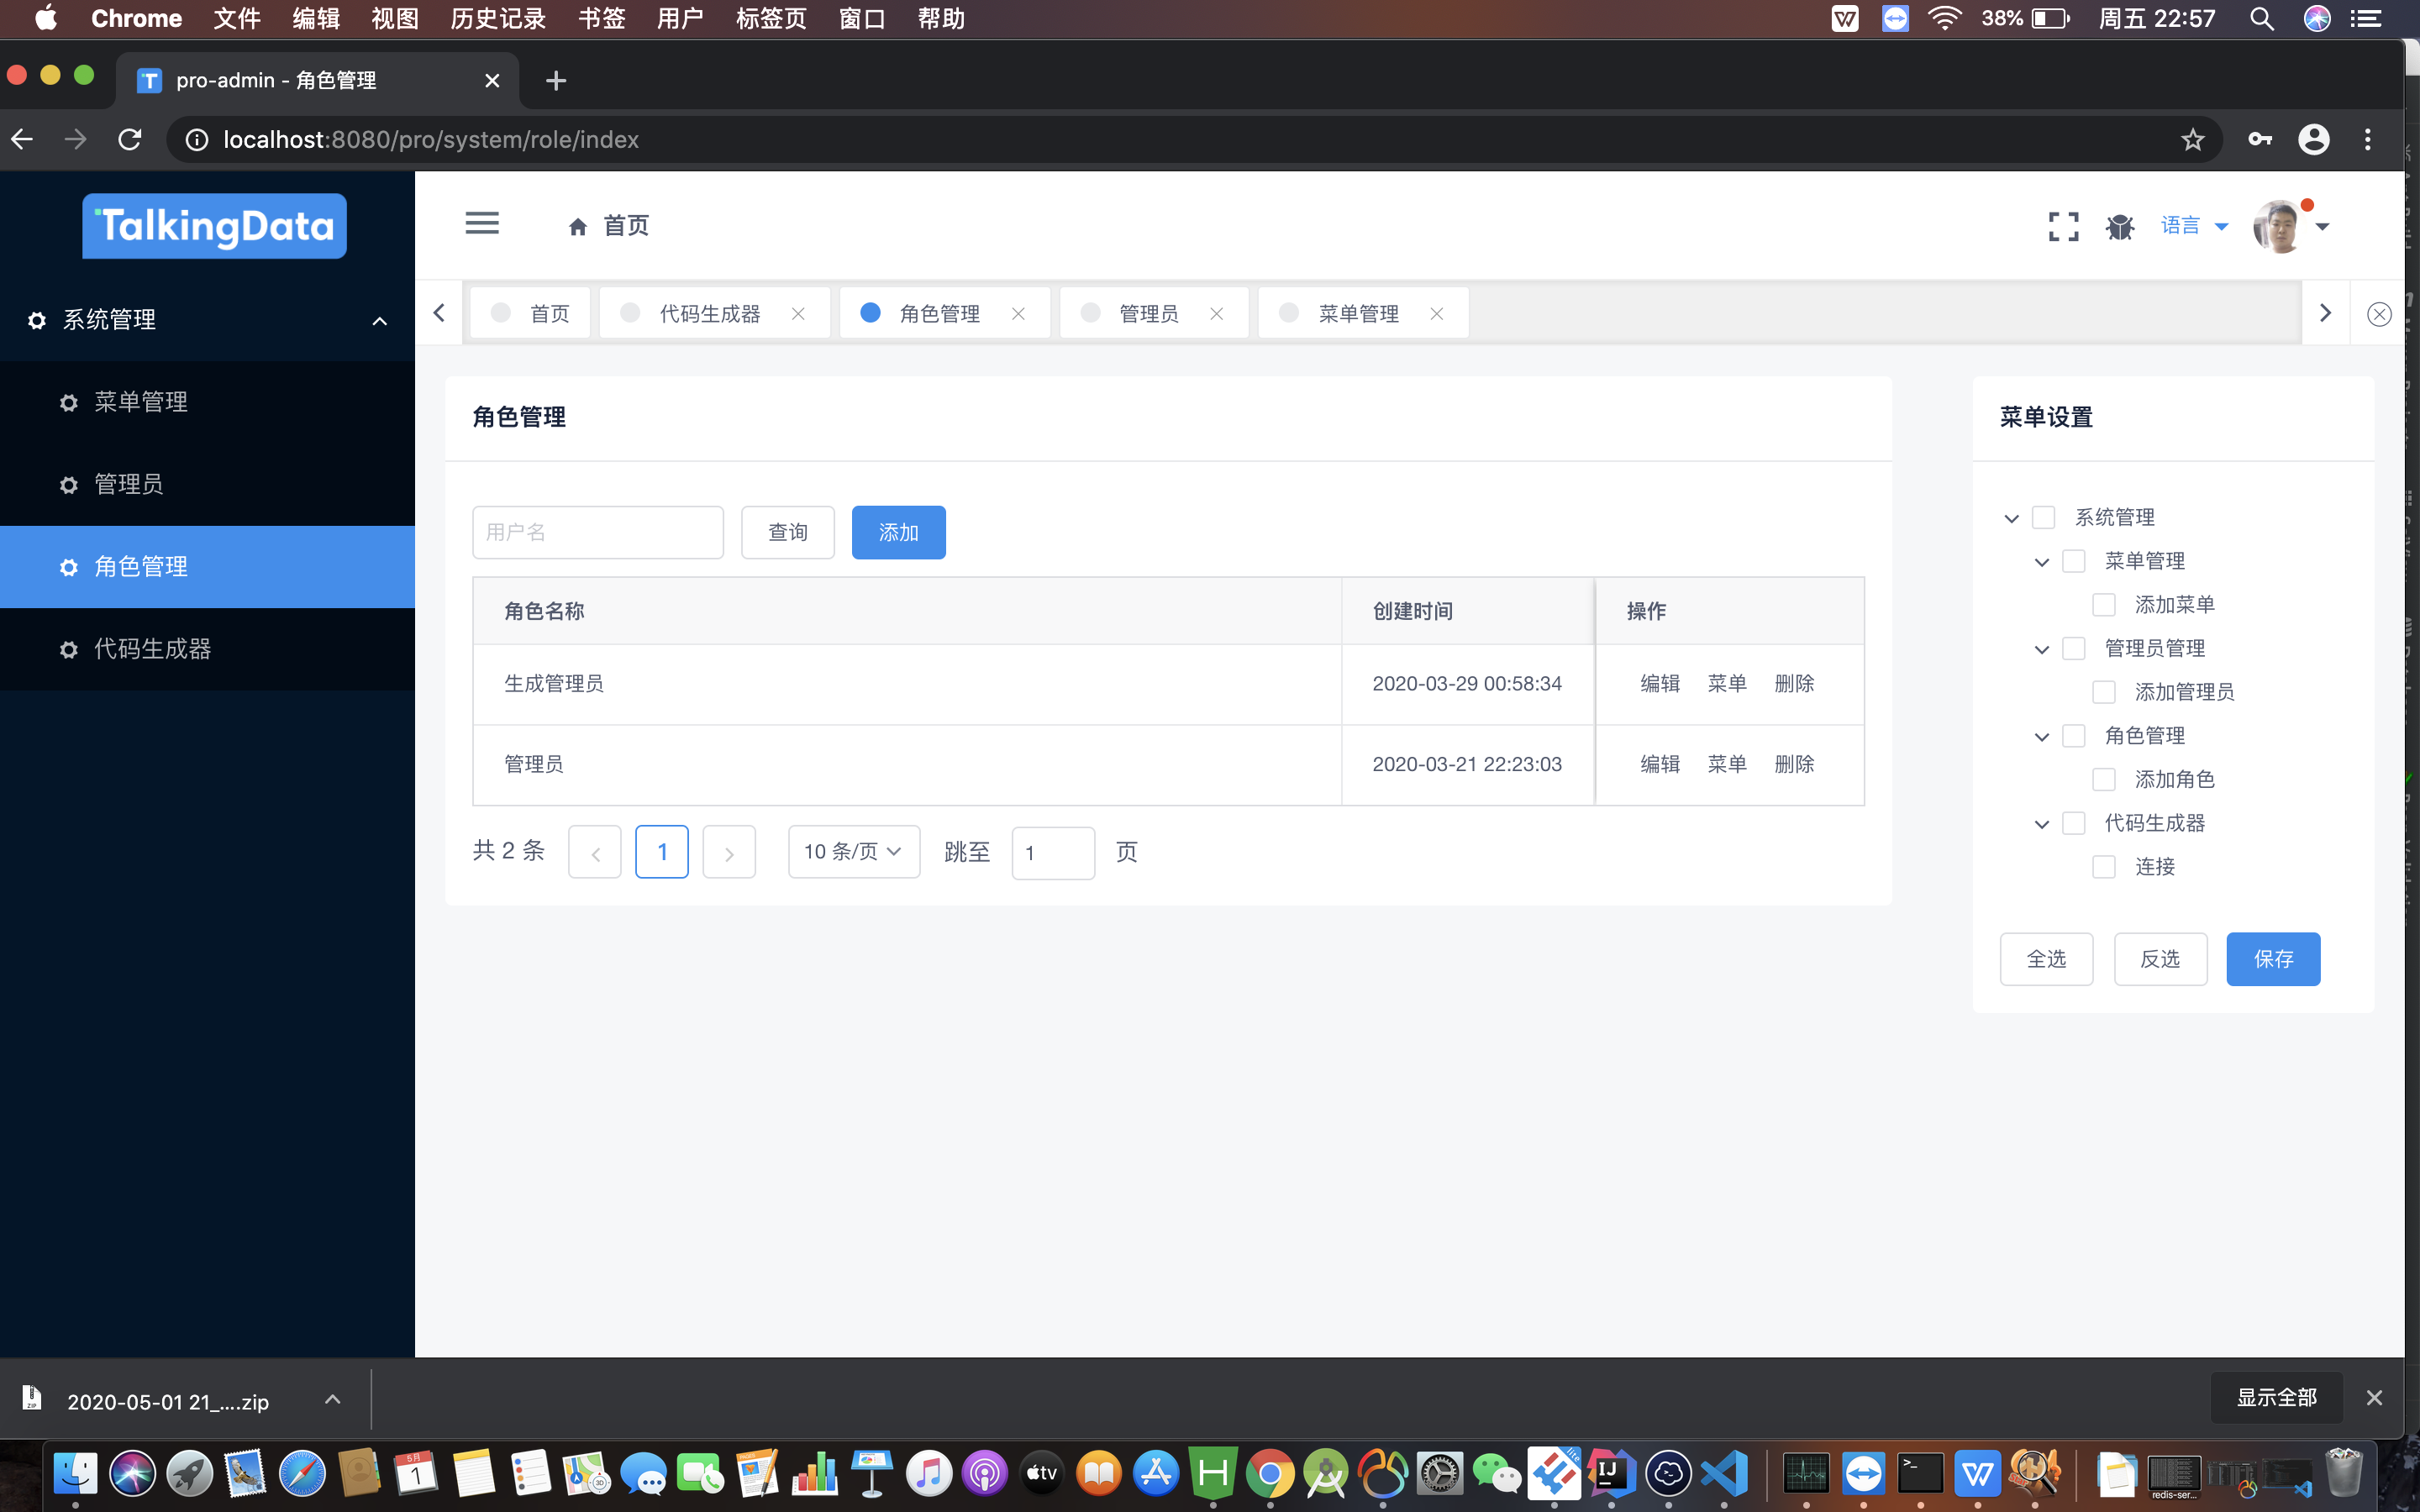 Chrome 文件 编辑 视图 历史记录 书签 用户 标签页 窗口 帮助 38% 周五 22:57
pro-admin - 角色管理
localhost:8080/pro/system/role/index
TalkingData
首页
语言
系统管理
菜单管理
管理员
角色管理
代码生成器
首页 代码生成器 角色管理 管理员 菜单管理
角色管理
用户名 查询 添加
角色名称 创建时间 操作
生成管理员 2020-03-29 00:58:34 编辑 菜单 删除
管理员 2020-03-21 22:23:03 编辑 菜单 删除
共 2 条 1 10 条/页 跳至 1 页
菜单设置
系统管理
菜单管理
添加菜单
管理员管理
添加管理员
角色管理
添加角色
代码生成器
连接
全选 反选 保存
2020-05-01 21_....zip
显示全部
5月
1
tv
lite
IJ
redis-ser...